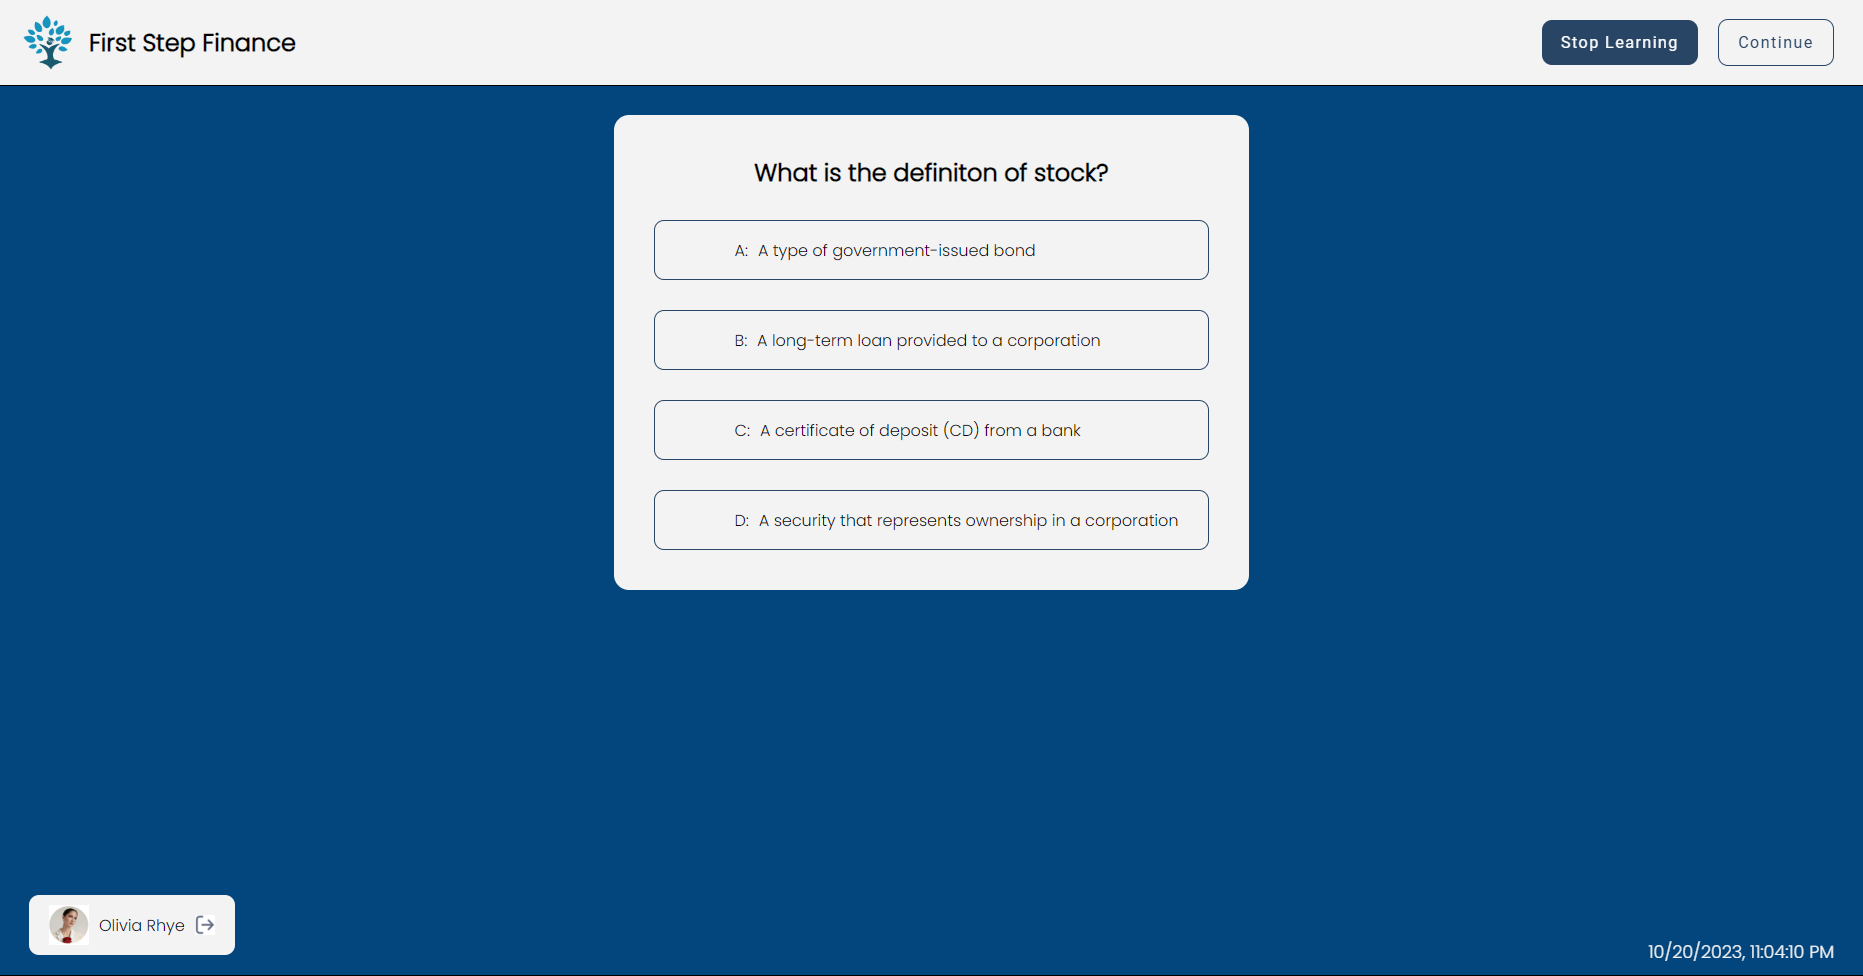 First Step Finance
Stop Learning
Continue
What is the definiton of stock?
A: A type of government-issued bond
B: A long-term loan provided to a corporation
C: A certificate of deposit (CD) from a bank
D: A security that represents ownership in a corporation
Olivia Rhye
10/20/2023, 11:04:10 PM